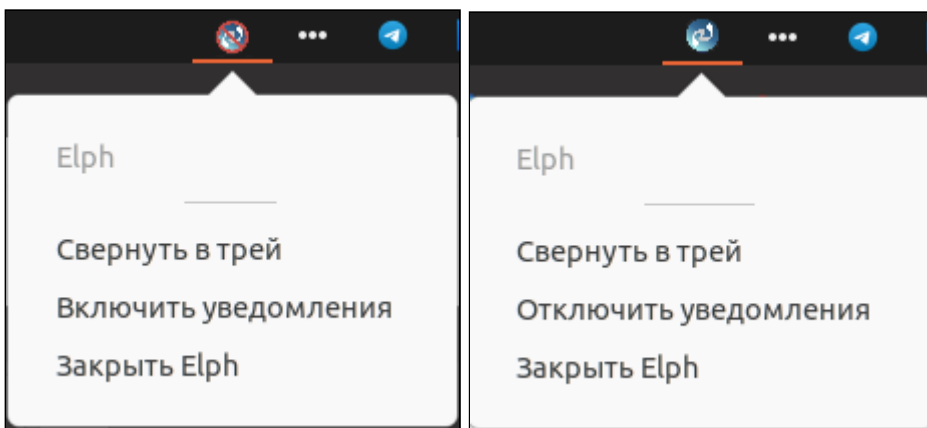 Elph
Свернуть в трей
Включить уведомления
Закрыть Elph
Elph
Свернуть в трей
Отключить уведомления
Закрыть Elph